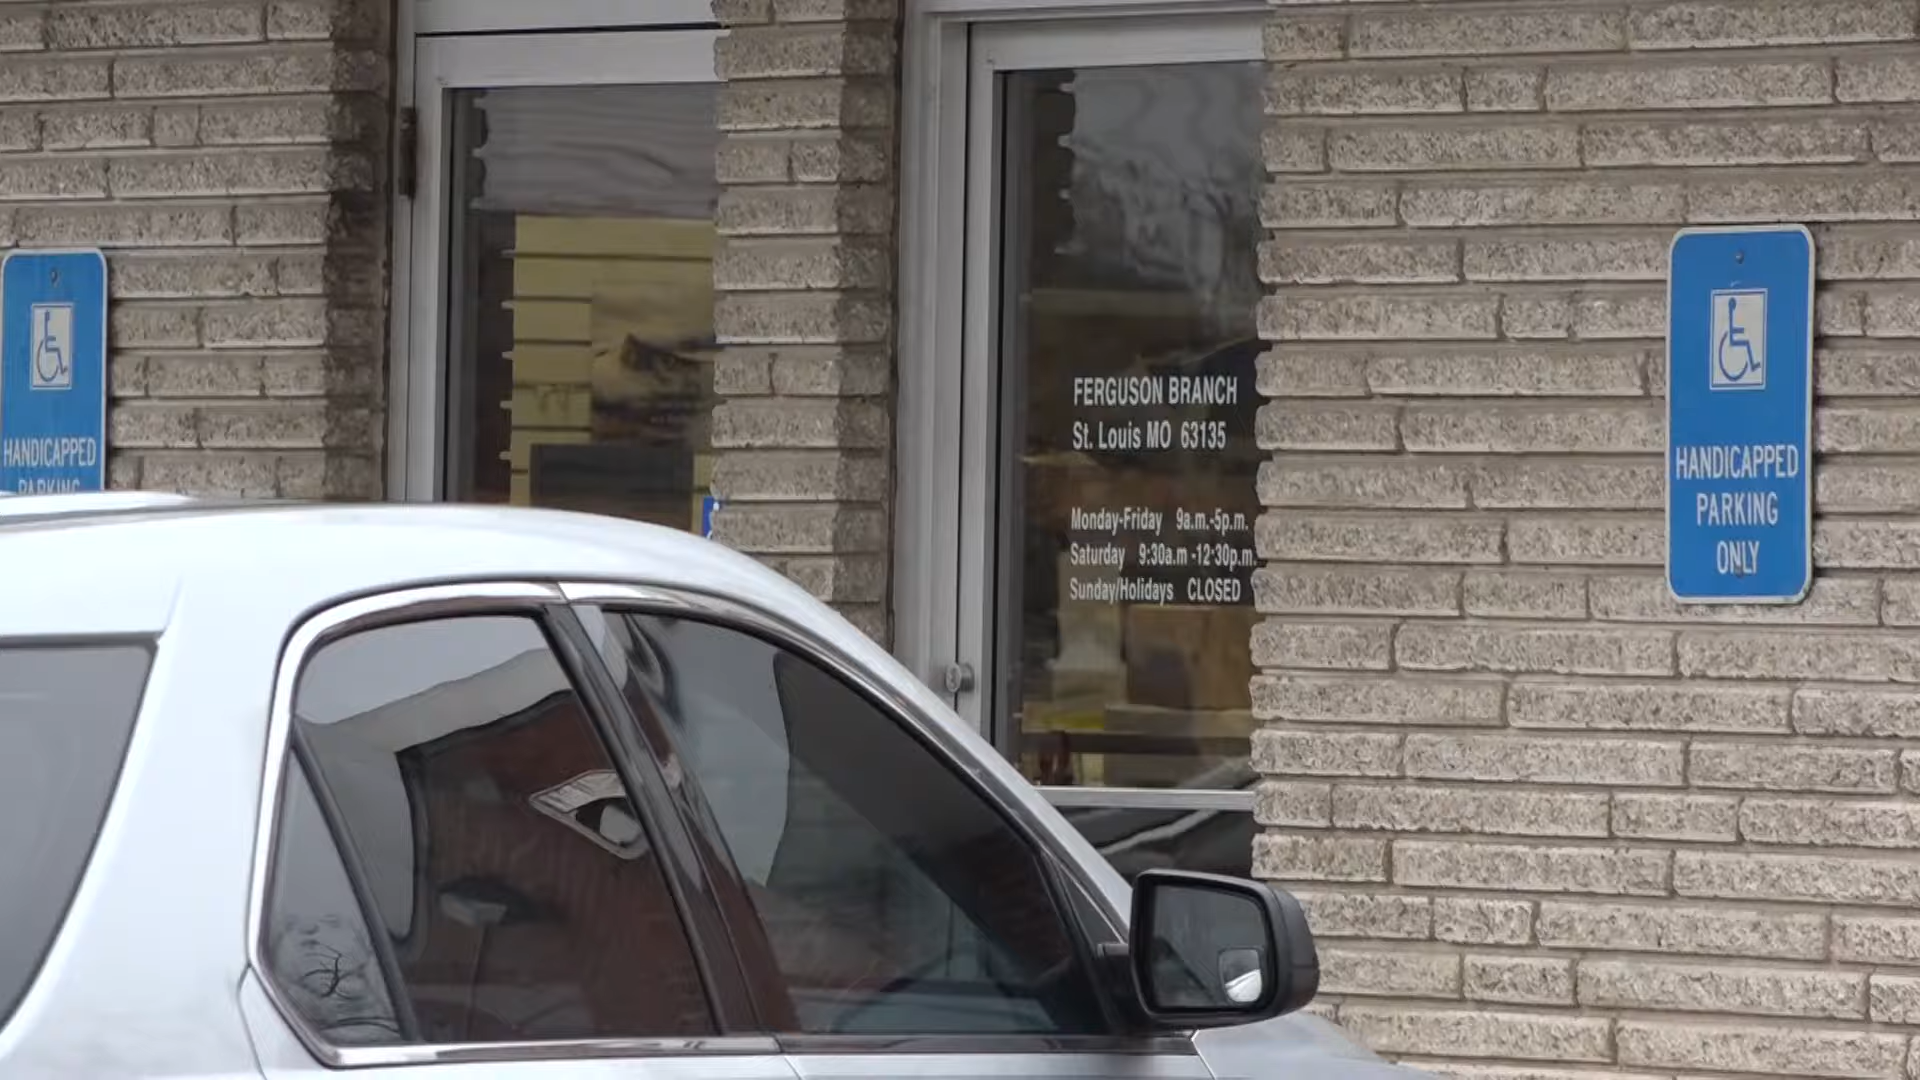 HANDICAPPED
PARKING
FERGUSON BRANCH
St. Louis MO 63135
Monday-Friday 9a.m.-5p.m.
Saturday 9:30a.m-12:30p.m.
Sunday/Holidays CLOSED
HANDICAPPED
PARKING
ONLY